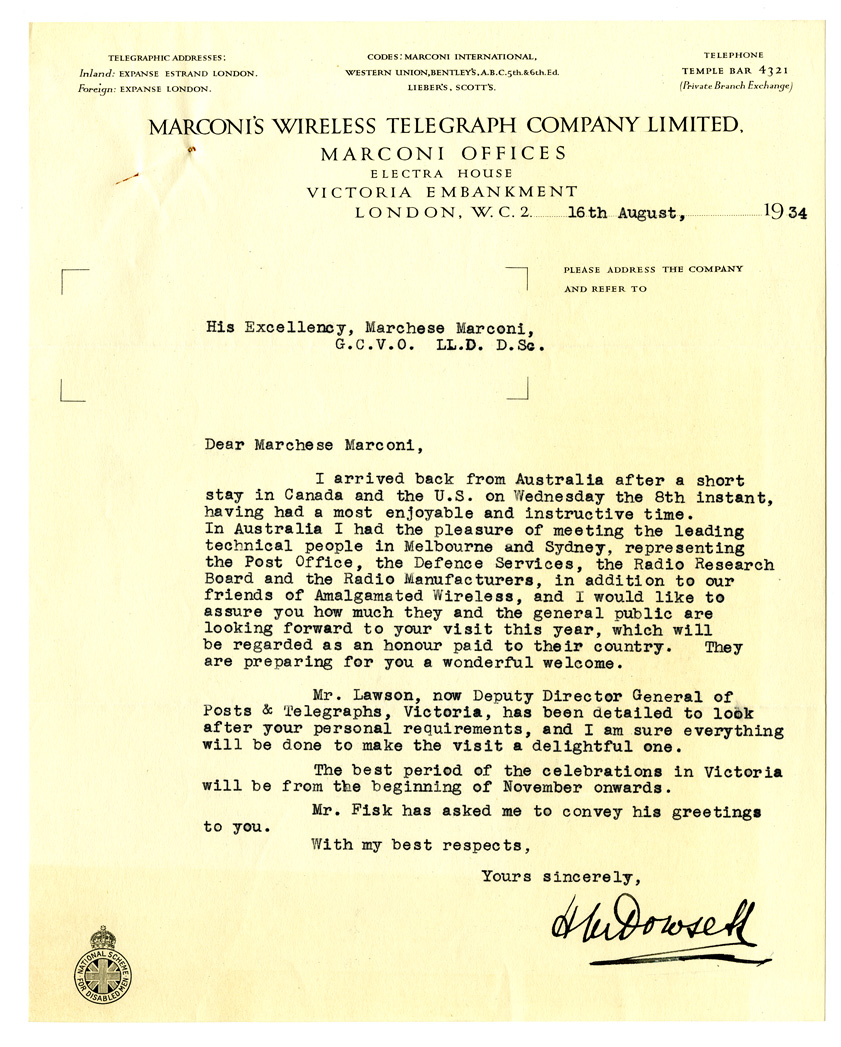 TELEGRAPHIC ADDRESSES:
Inland: EXPANSE ESTRAND LONDON.
Foreign: EXPANSE LONDON.
CODES: MARCONI INTERNATIONAL,
WESTERN UNION, BENTLEY'S, A.B.C. 5th. & 6th. Ed.
LIEBER'S, SCOTT'S.
TELEPHONE
TEMPLE BAR 4321
(Private Branch Exchange)
MARCONI'S WIRELESS TELEGRAPH COMPANY LIMITED.
MARCONI OFFICES
ELECTRA HOUSE
VICTORIA EMBANKMENT
LONDON, W.C.2. 16th August, 1934
PLEASE ADDRESS THE COMPANY
AND REFER TO
His Excellency, Marchese Marconi,
G.C.V.O. LL.D. D.Sc.
Dear Marchese Marconi,
I arrived back from Australia after a short
stay in Canada and the U.S. on Wednesday the 8th instant,
having had a most enjoyable and instructive time.
In Australia I had the pleasure of meeting the leading
technical people in Melbourne and Sydney, representing
the Post Office, the Defence Services, the Radio Research
Board and the Radio Manufacturers, in addition to our
friends of Amalgamated Wireless, and I would like to
assure you how much they and the general public are
looking forward to your visit this year, which will
be regarded as an honour paid to their country. They
are preparing for you a wonderful welcome.
Mr. Lawson, now Deputy Director General of
Posts & Telegraphs, Victoria, has been detailed to look
after your personal requirements, and I am sure everything
will be done to make the visit a delightful one.
The best period of the celebrations in Victoria
will be from the beginning of November onwards.
Mr. Fisk has asked me to convey his greetings
to you.
With my best respects,
Yours sincerely,
H M Dowsett
NATIONAL SCHEME
FOR DISABLED MEN